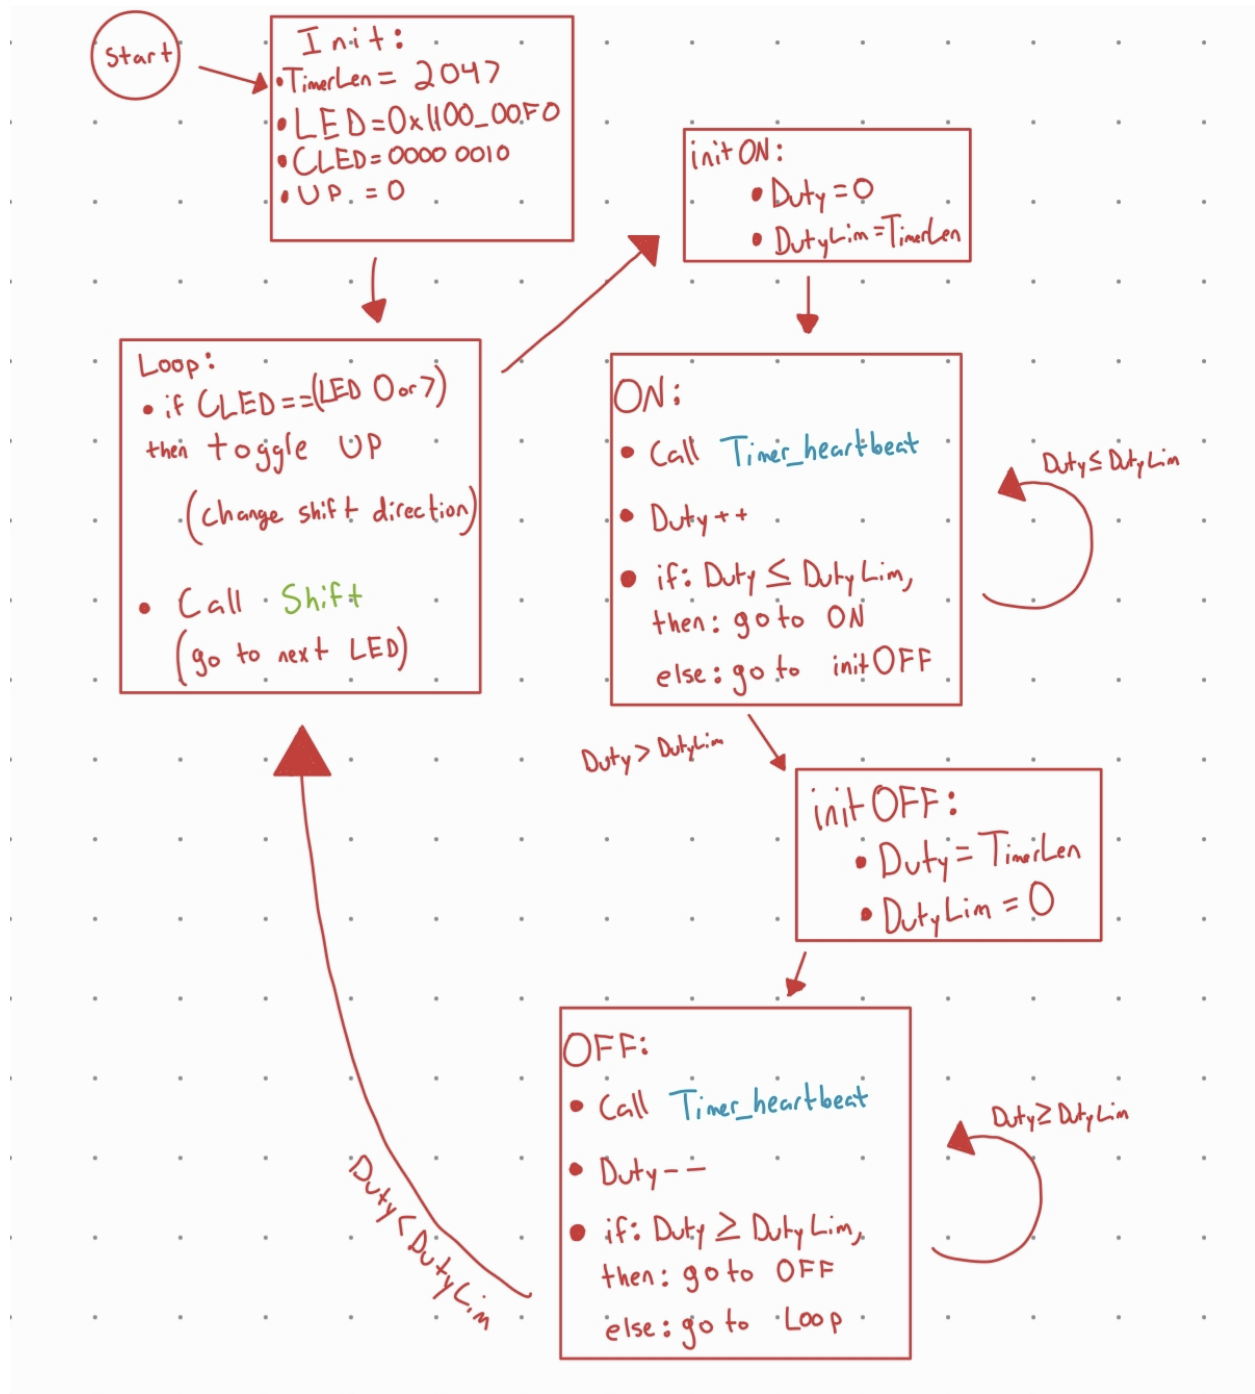 Start
Init:
•TimerLen= 2047
•LED=0x1100_00F0
•CLED=0000 0010
•UP = 0
Loop:
• if CLED==(LED 0 or 7)
then toggle UP
(change shift direction)
• Call Shift
(go to next LED)
initON:
• Duty=0
• DutyLim=TimerLen
ON:
• Call Timer_heartbeat
• Duty++
• if: Duty ≤ DutyLim,
then: go to ON
else: go to initOFF
Duty≤DutyLim
Duty > DutyLim
initOFF:
• Duty= TimerLen
• DutyLim = 0
OFF:
• Call Timer_heartbeat
• Duty--
• if: Duty ≥ DutyLim,
then: go to OFF
else: go to Loop
Duty≥DutyLim
Duty<DutyLim